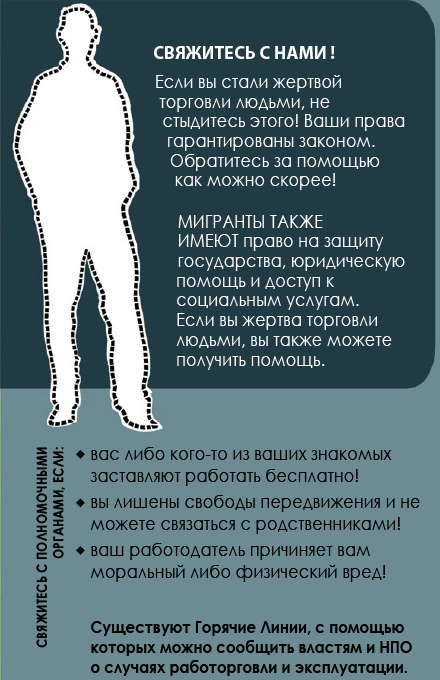 СВЯЖИТЕСЬ С НАМИ !
Если вы стали жертвой
торговли людьми, не
стыдитесь этого! Ваши права
гарантированы законом.
Обратитесь за помощью
как можно скорее!
МИГРАНТЫ ТАКЖЕ
ИМЕЮТ право на защиту
государства, юридическую
помощь и доступ к
социальным услугам.
Если вы жертва торговли
людьми, вы также можете
получить помощь.
СВЯЖИТЕСЬ С ПОЛНОМОЧНЫМИ
ОРГАНАМИ, ЕСЛИ:
◆ вас либо кого-то из ваших знакомых
заставляют работать бесплатно!
◆ вы лишены свободы передвижения и не
можете связаться с родственниками!
◆ ваш работодатель причиняет вам
моральный либо физический вред!
Существуют Горячие Линии, с помощью
которых можно сообщить властям и НПО
о случаях работорговли и эксплуатации.